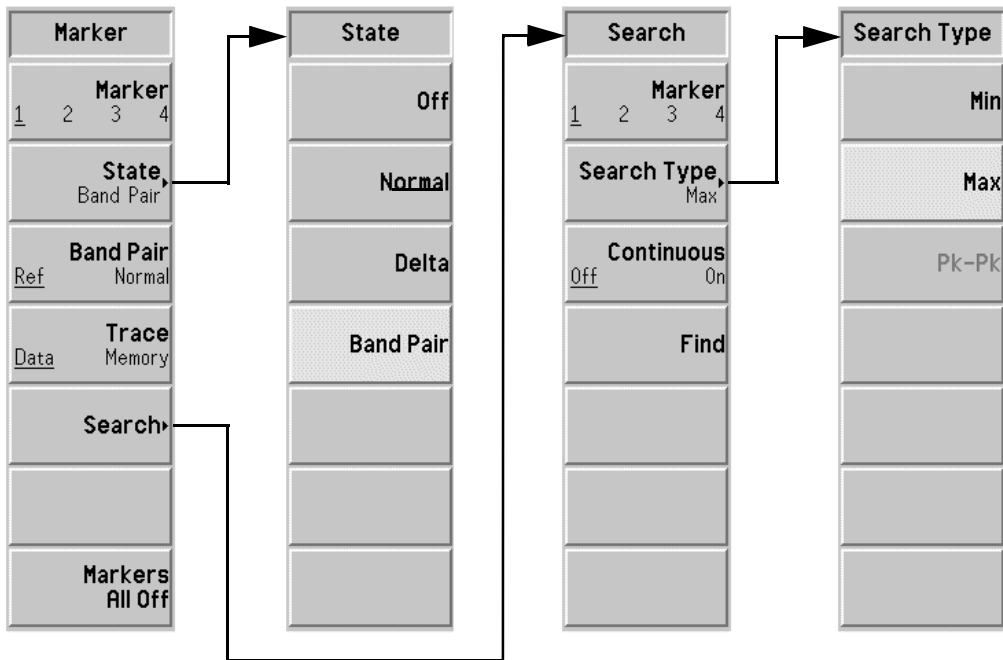 Marker
Marker
1 2 3 4
State
Band Pair
Band Pair
Ref Normal
Trace
Data Memory
Search
Markers
All Off
State
Off
Normal
Delta
Band Pair
Search
Marker
1 2 3 4
Search Type
Max
Continuous
Off On
Find
Search Type
Min
Max
Pk-Pk